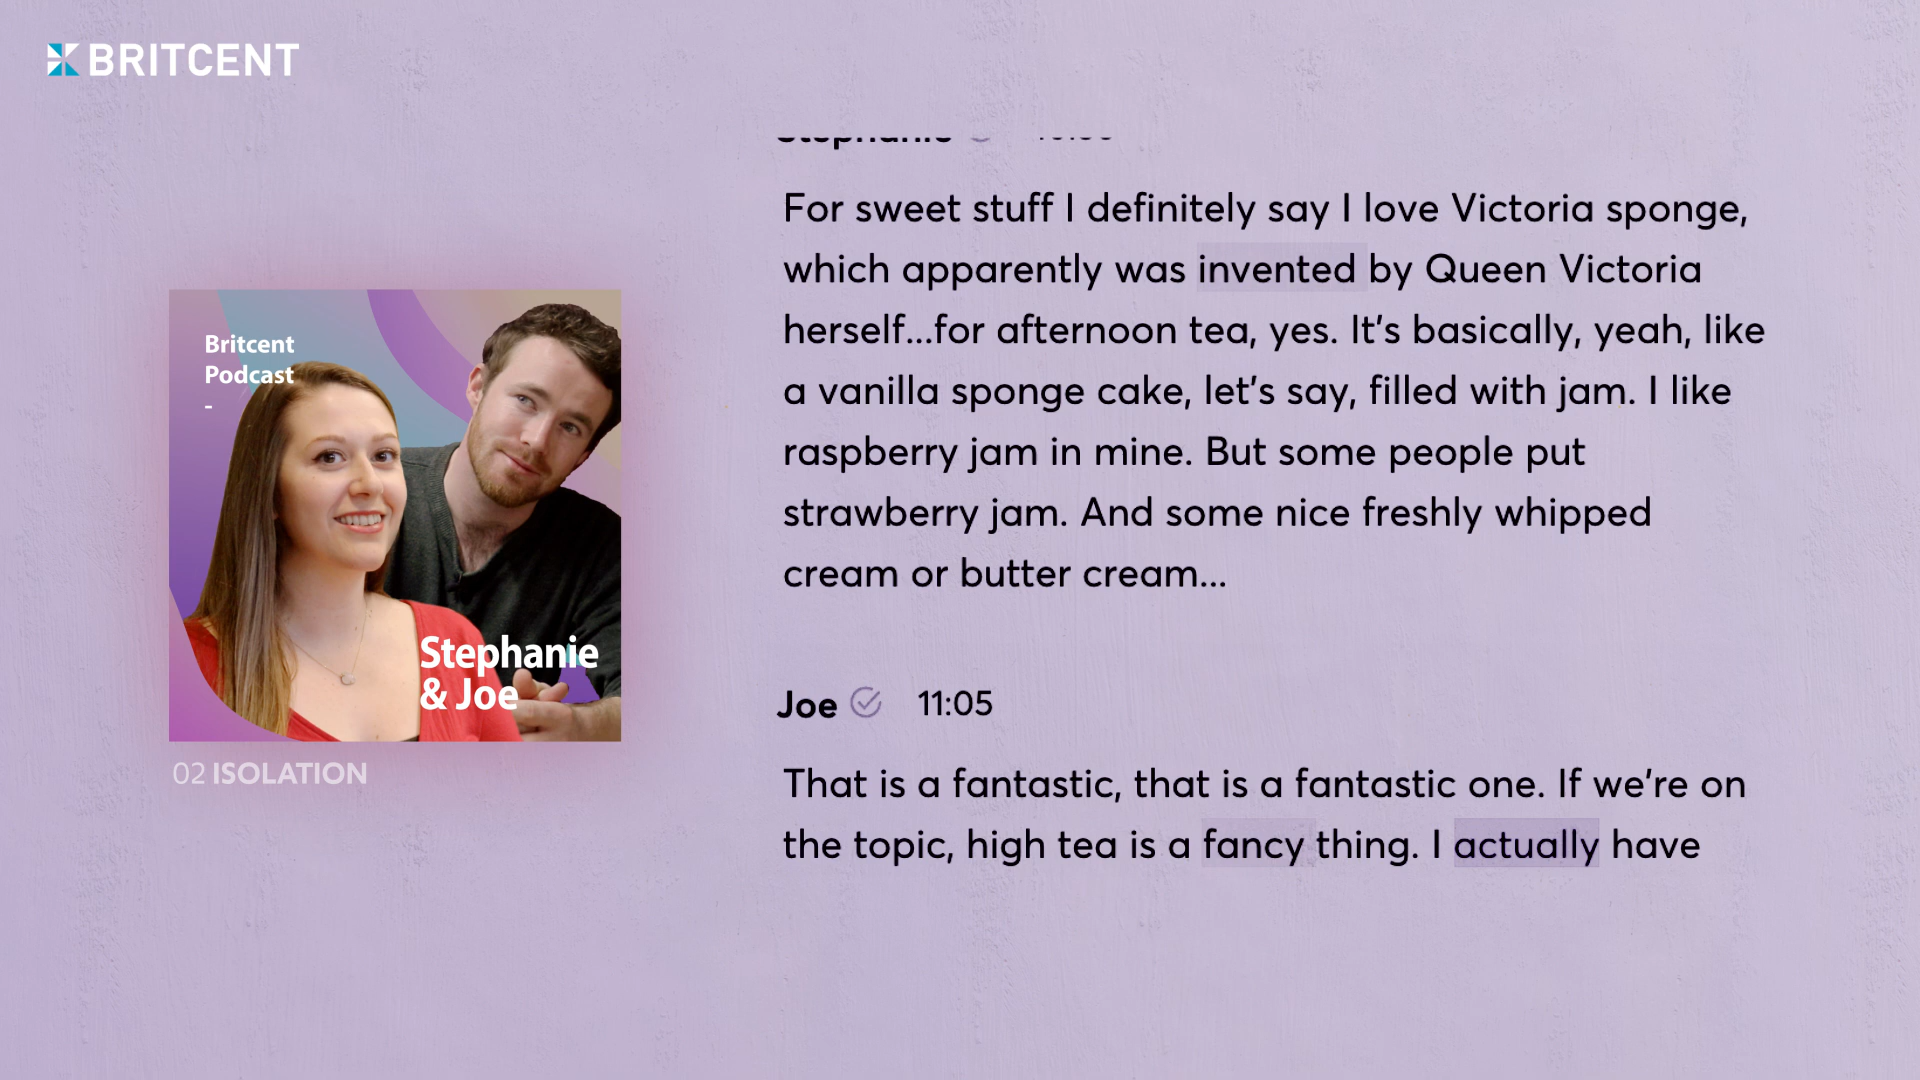 BRITCENT
Britcent
Podcast
-
Stephanie
& Joe
02 ISOLATION
Stephanie
For sweet stuff I definitely say I love Victoria sponge,
which apparently was invented by Queen Victoria
herself...for afternoon tea, yes. It's basically, yeah, like
a vanilla sponge cake, let's say, filled with jam. I like
raspberry jam in mine. But some people put
strawberry jam. And some nice freshly whipped
cream or butter cream...
Joe 11:05
That is a fantastic, that is a fantastic one. If we're on
the topic, high tea is a fancy thing. I actually have